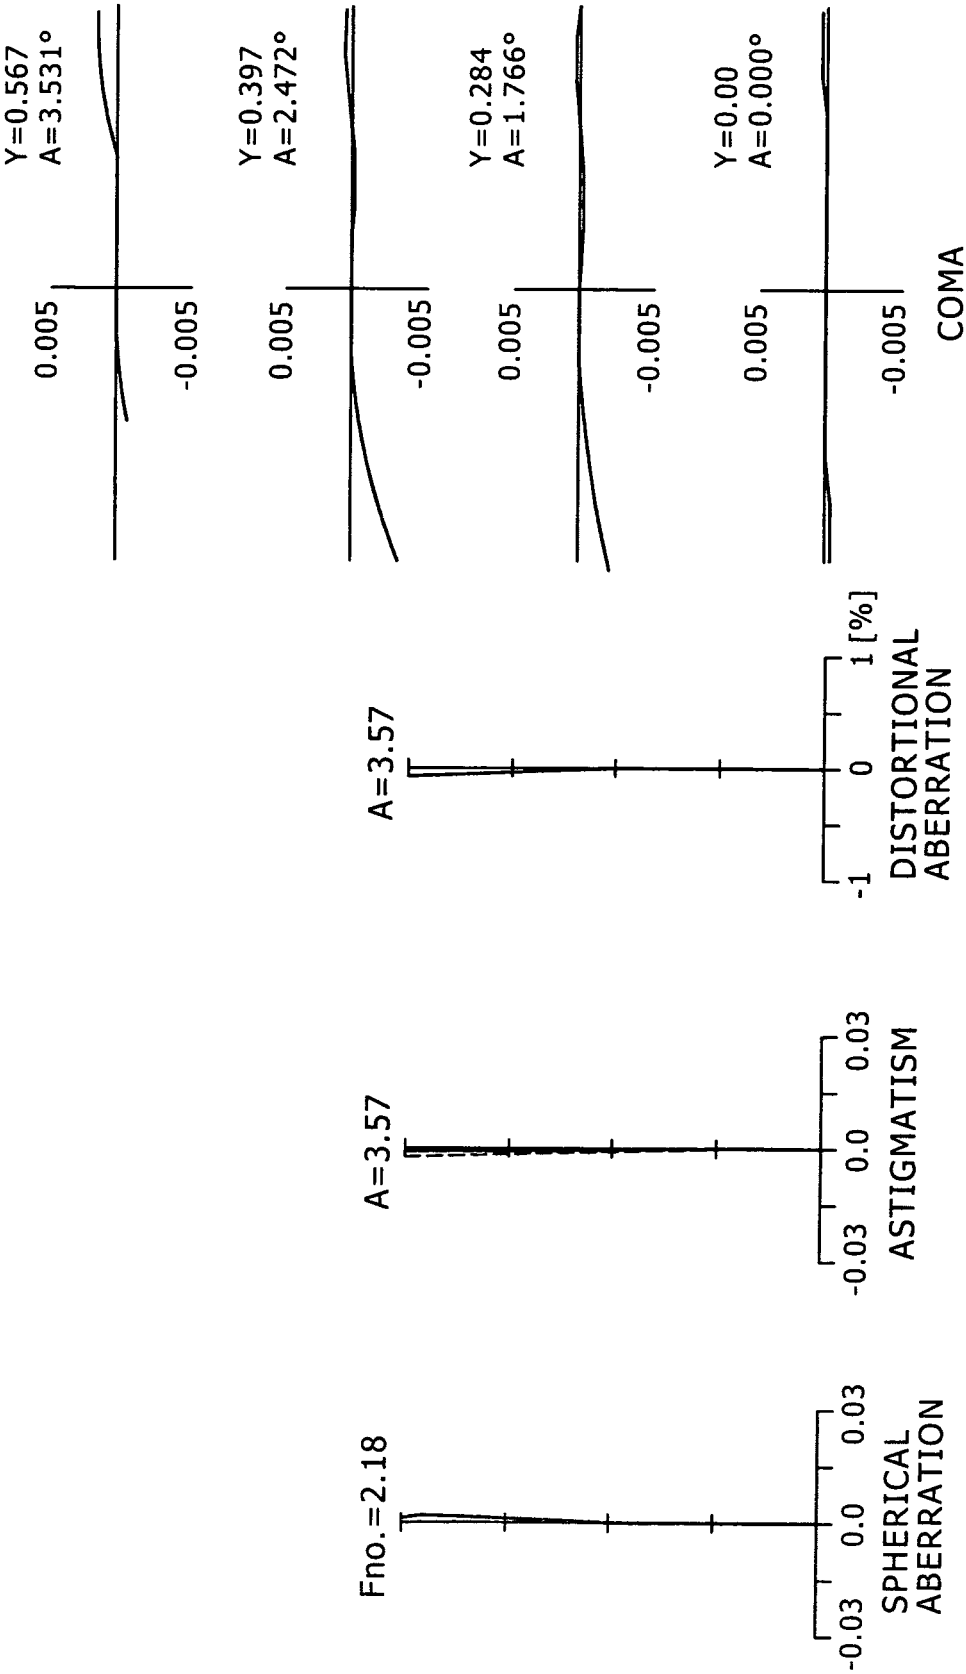 Fno.=2.18
-0.03
0.0
0.03
SPHERICAL
ABERRATION
A=3.57
-0.03
0.0
0.03
ASTIGMATISM
A=3.57
-1
0
1 [%]
DISTORTIONAL
ABERRATION
Y=0.567
A=3.531°
0.005
-0.005
Y=0.397
A=2.472°
0.005
-0.005
Y=0.284
A=1.766°
0.005
-0.005
Y=0.00
A=0.000°
0.005
-0.005
COMA